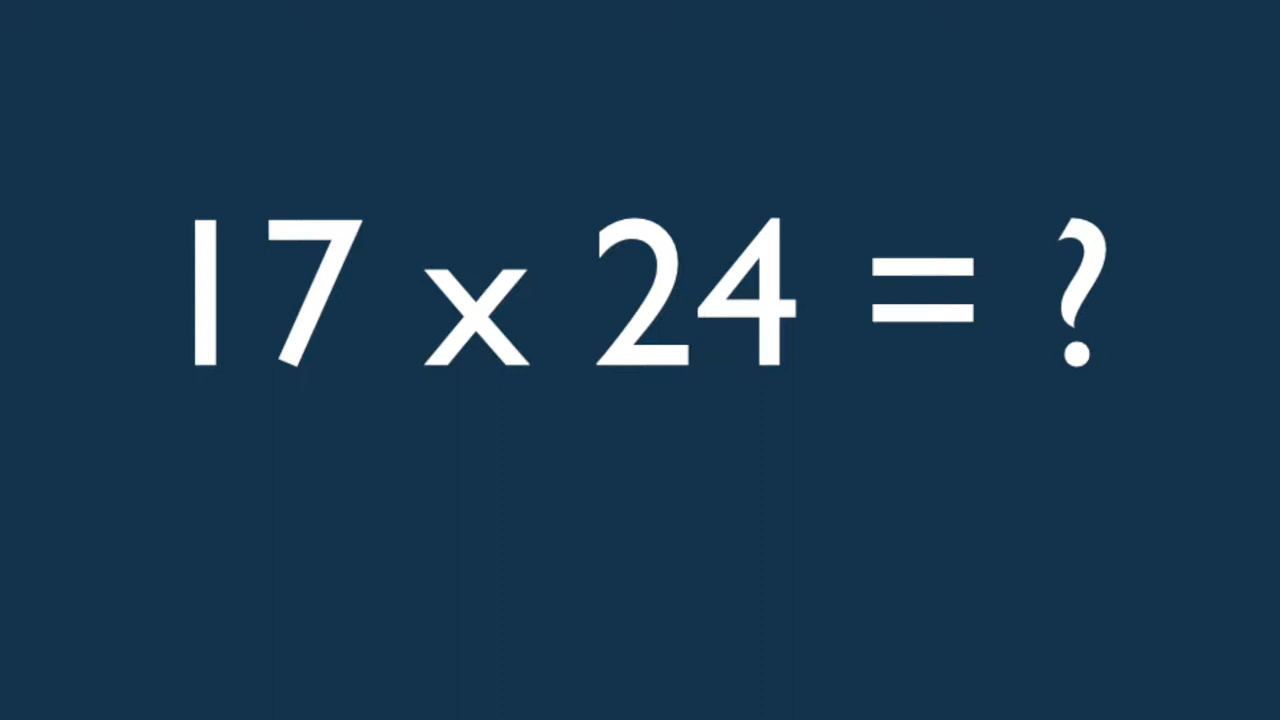 17 x 24 = ?